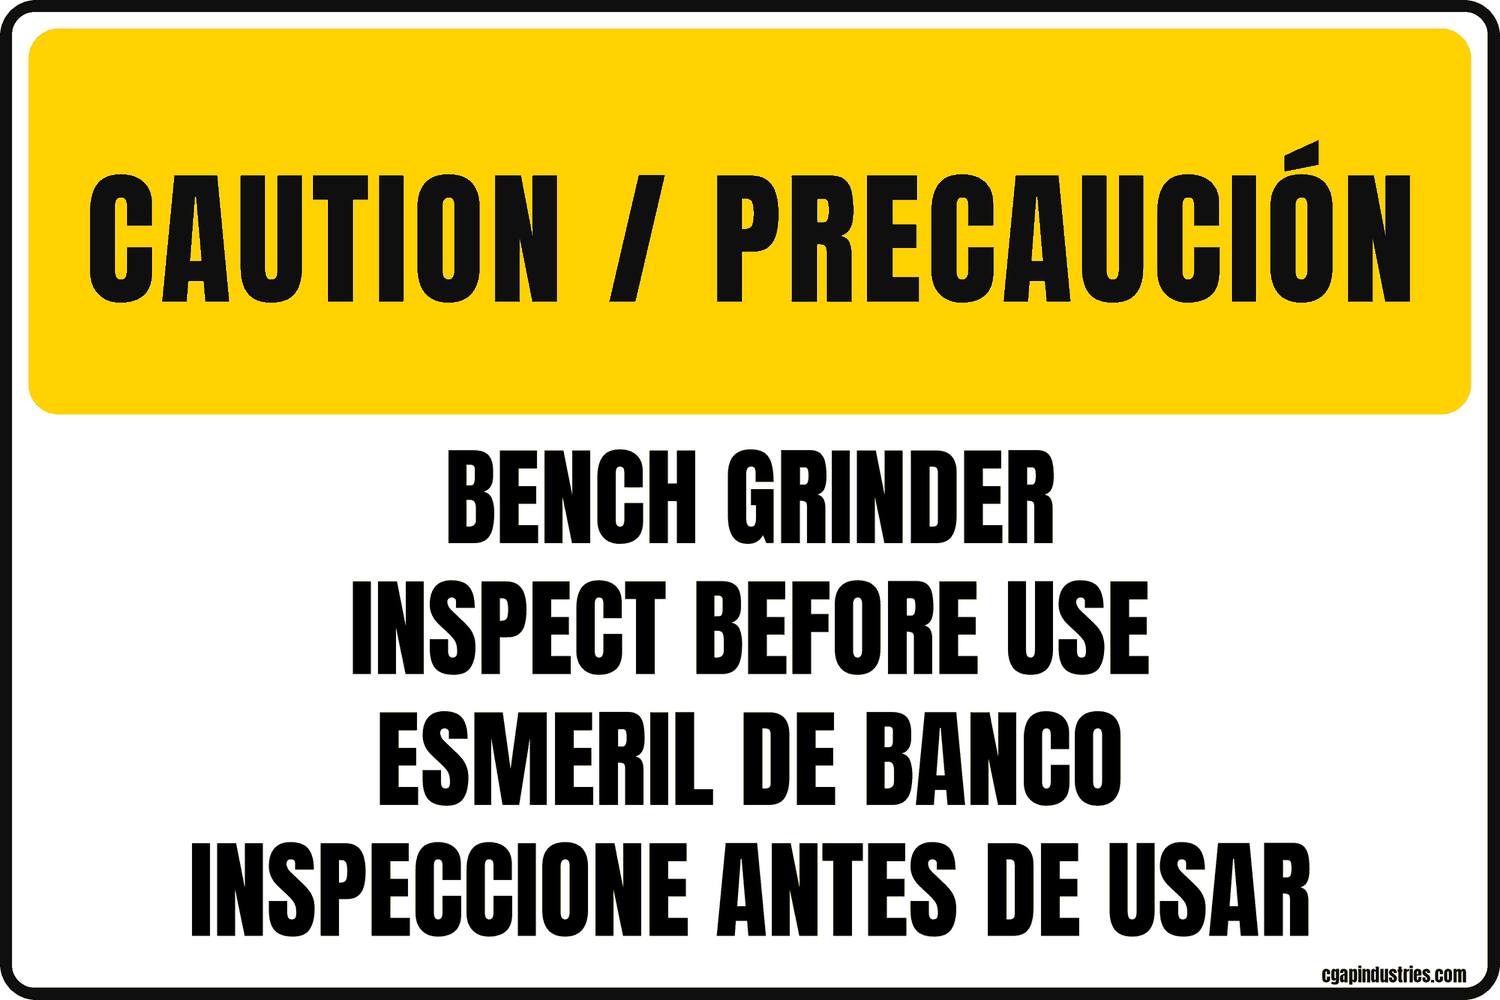 CAUTION / PRECAUCIÓN
BENCH GRINDER
INSPECT BEFORE USE
ESMERIL DE BANCO
INSPECCIONE ANTES DE USAR
cgapindustries.com